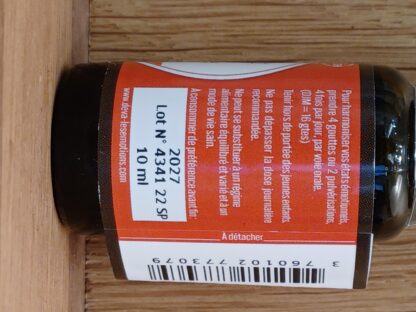 Pour harmoniser vos états émotionnels,
prendre 4 gouttes ou 2 pulvérisations,
4 fois par jour, par voie orale.
(DJM = 16 gttes)
Tenir hors de portée des jeunes enfants
Ne pas dépasser la dose journalière
recommandée.
Ne peut se substituer à un régime
alimentaire équilibré et varié et à un
mode de vie sain.
A consommer de préférence avant fin:
2027
Lot N° 4341 22 SP
10 ml
www.deva-lesemotions.com
À détacher
3 760102 773079